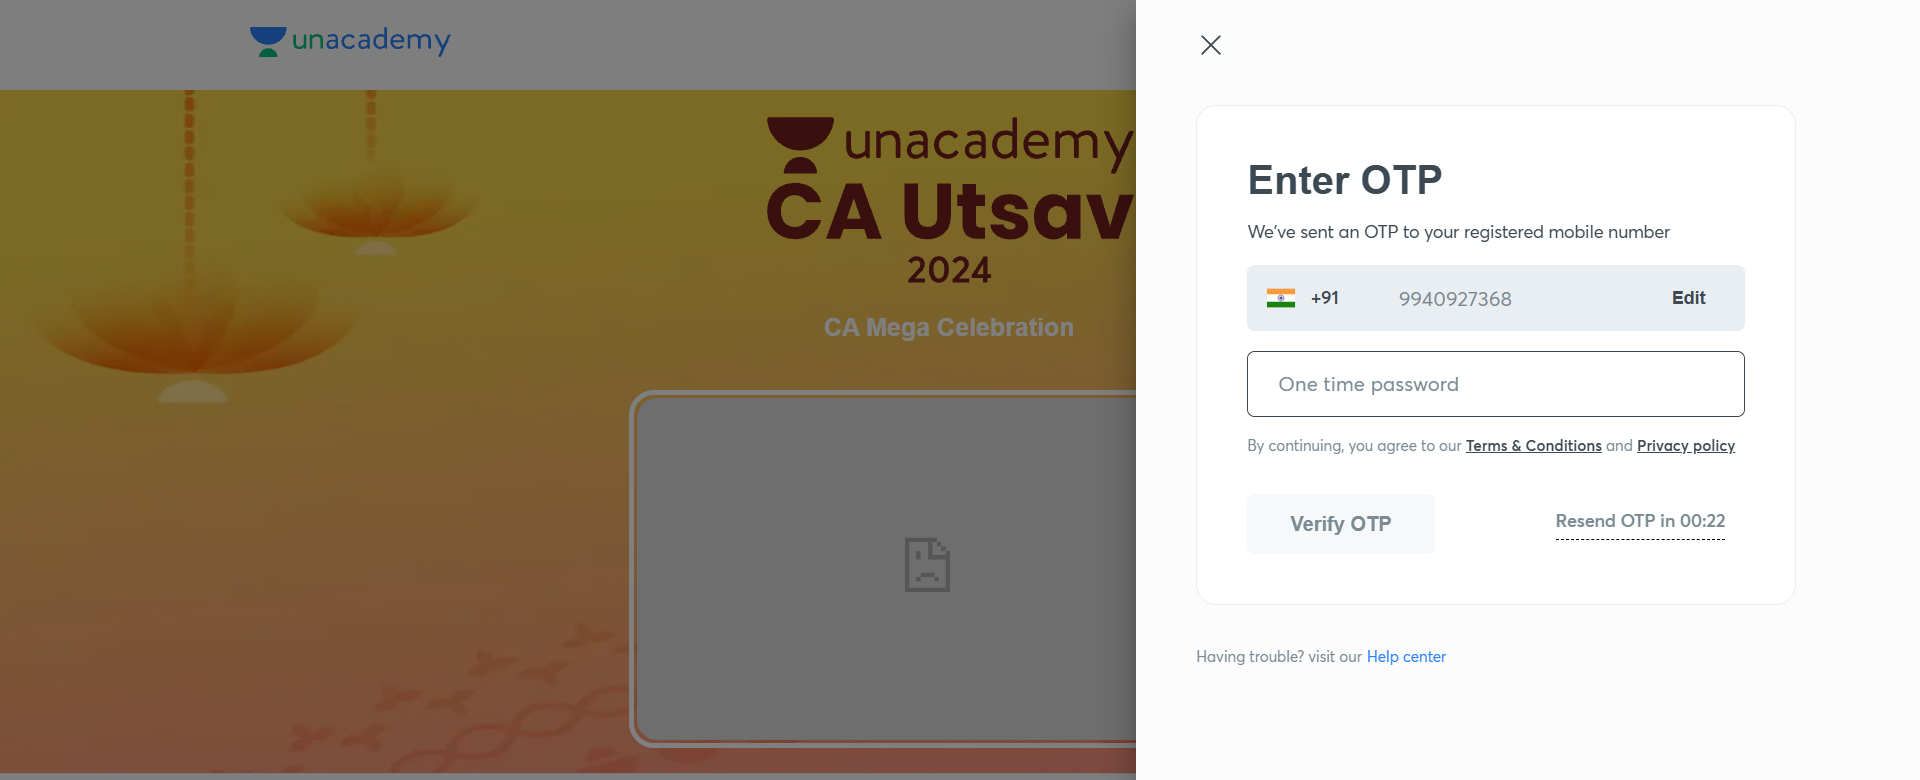 unacademy
unacademy
CA Utsav
2024
CA Mega Celebration
Enter OTP
We've sent an OTP to your registered mobile number
+91 9940927368 Edit
One time password
By continuing, you agree to our Terms & Conditions and Privacy policy
Verify OTP
Resend OTP in 00:22
Having trouble? visit our Help center